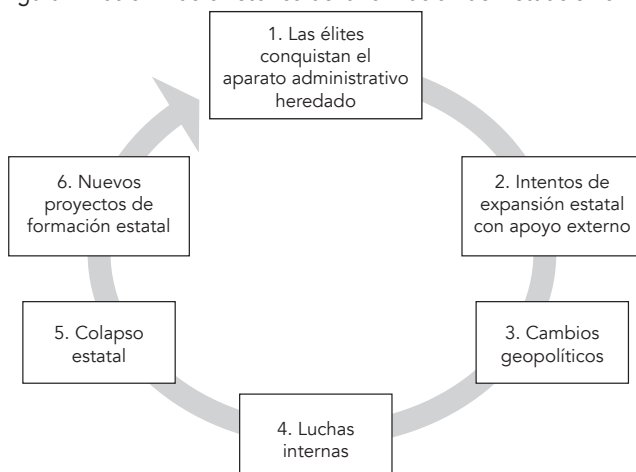 1. Las élites
conquistan el
aparato administrativo
heredado
2. Intentos de
expansión estatal
con apoyo externo
3. Cambios
geopolíticos
4. Luchas
internas
5. Colapso
estatal
6. Nuevos
proyectos de
formación estatal